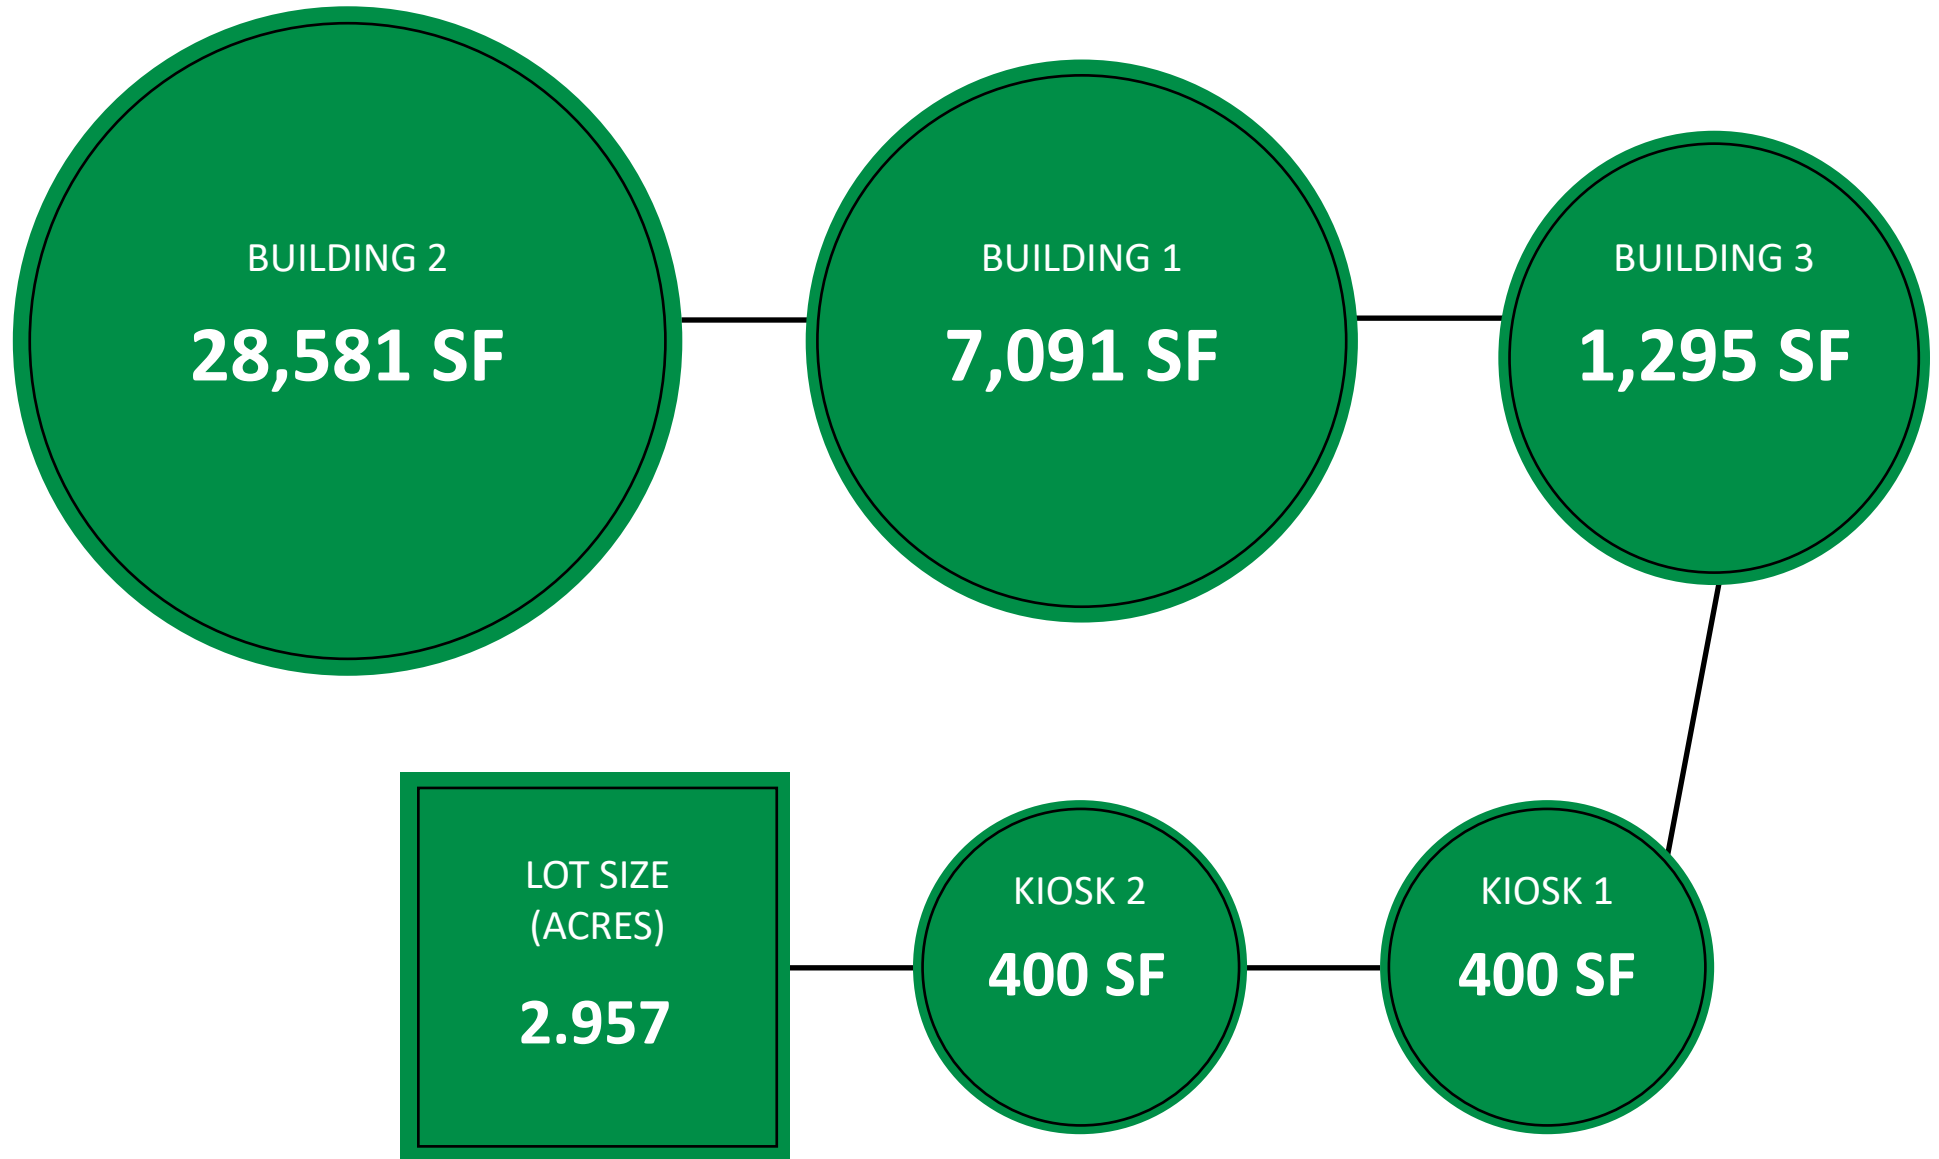 BUILDING 2
28,581 SF
BUILDING 1
7,091 SF
BUILDING 3
1,295 SF
LOT SIZE
(ACRES)
2.957
KIOSK 2
400 SF
KIOSK 1
400 SF